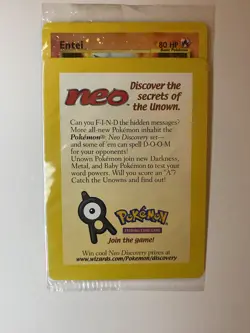 Entei
80 HP
neo
Discover the
secrets of
the Unown.
Can you F-I-N-D the hidden messages?
More all-new Pokémon inhabit the
Pokémon®, Neo Discovery set—
and some of 'em can spell D-O-O-M
for your opponents!
Unown Pokémon join new Darkness,
Metal, and Baby Pokémon to test your
word powers. Will you score an "A"?
Catch the Unowns and find out!
POKéMON
TRADING CARD GAME
Join the game!
Win cool Neo Discovery prizes at
www.wizards.com/Pokemon/discovery